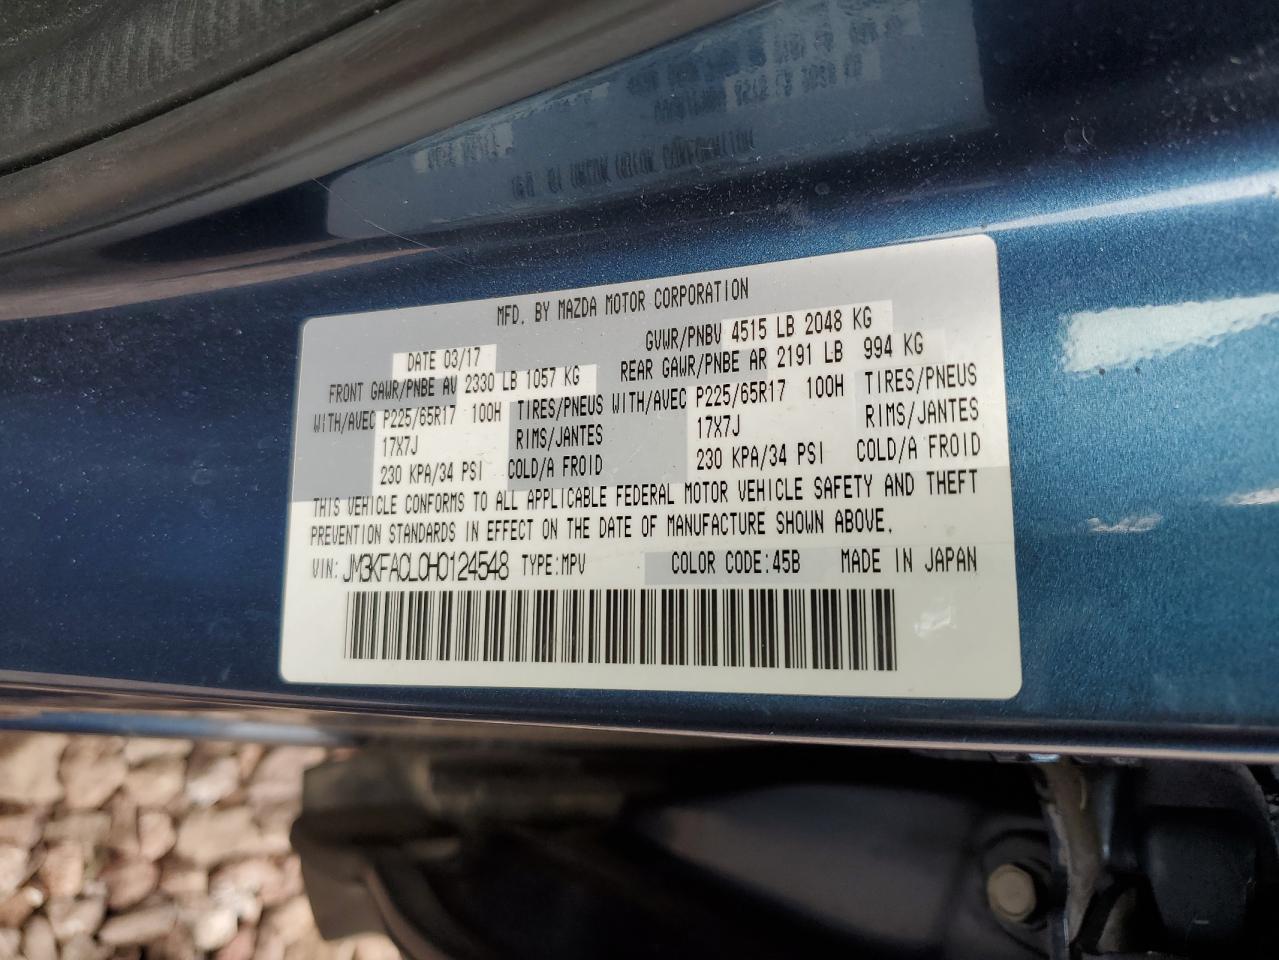 MFD. BY MAZDA MOTOR CORPORATION
DATE 03/17 GVWR/PNBV 4515 LB 2048 KG
FRONT GAWR/PNBE AV 2330 LB 1057 KG REAR GAWR/PNBE AR 2191 LB 994 KG
WITH/AVEC P225/65R17 100H TIRES/PNEUS WITH/AVEC P225/65R17 100H TIRES/PNEUS
17X7J RIMS/JANTES 17X7J RIMS/JANTES
230 KPA/34 PSI COLD/A FROID 230 KPA/34 PSI COLD/A FROID
THIS VEHICLE CONFORMS TO ALL APPLICABLE FEDERAL MOTOR VEHICLE SAFETY AND THEFT
PREVENTION STANDARDS IN EFFECT ON THE DATE OF MANUFACTURE SHOWN ABOVE.
VIN: JM3KFACL0H0124548 TYPE:MPV COLOR CODE:45B MADE IN JAPAN